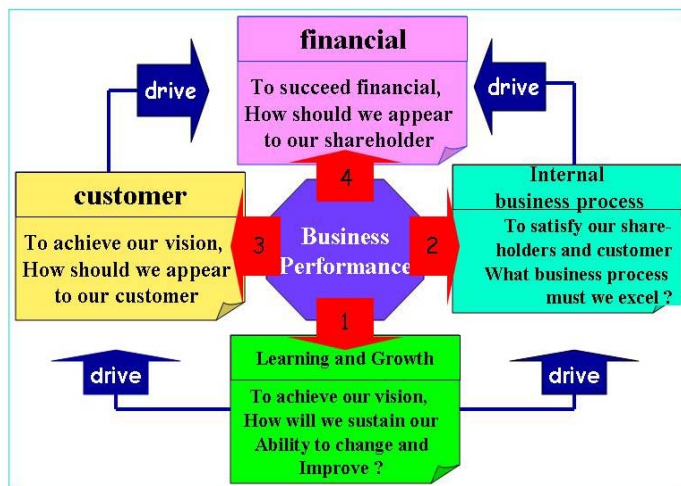 financial
To succeed financial,
How should we appear
to our shareholder
drive
drive
4
customer
To achieve our vision,
How should we appear
to our customer
3
Business
Performance
2
Internal
business process
To satisfy our share-
holders and customer
What business process
must we excel ?
1
Learning and Growth
To achieve our vision,
How will we sustain our
Ability to change and
Improve ?
drive
drive